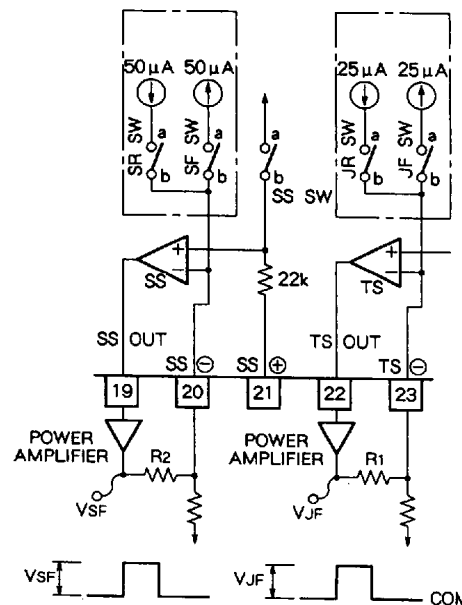 50μA 50μA 25μA 25μA
SR SW a b
SF SW a b
a b
SS SW
JR SW a b
JF SW a b
+
−
SS
22k
+
−
TS
SS OUT
SS ⊖
SS ⊕
TS OUT
TS ⊖
19 20 21 22 23
POWER
AMPLIFIER
R2
VSF
POWER
AMPLIFIER
R1
VJF
VSF
VJF
COM